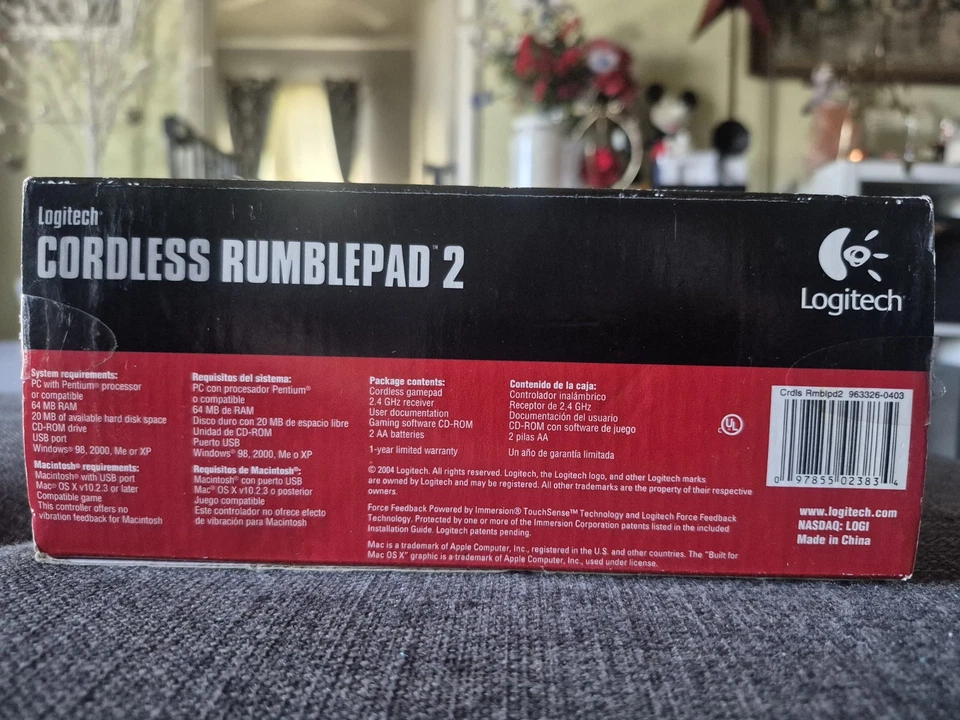 Logitech®
CORDLESS RUMBLEPAD™ 2
Logitech
System requirements:
PC with Pentium® processor
or compatible
64 MB RAM
20 MB of available hard disk space
CD-ROM drive
USB port
Windows® 98, 2000, Me or XP
Macintosh® requirements:
Macintosh® with USB port
Mac® OS X v10.2.3 or later
Compatible game
This controller offers no
vibration feedback for Macintosh
Requisitos del sistema:
PC con procesador Pentium®
o compatible
64 MB de RAM
Disco duro con 20 MB de espacio libre
Unidad de CD-ROM
Puerto USB
Windows® 98, 2000, Me o XP
Requisitos de Macintosh®:
Macintosh® con puerto USB
Mac® OS X v10.2.3 o posterior
Juego compatible
Este controlador no ofrece efecto
de vibración para Macintosh
Package contents:
Cordless gamepad
2.4 GHz receiver
User documentation
Gaming software CD-ROM
2 AA batteries
1-year limited warranty
Contenido de la caja:
Controlador inalámbrico
Receptor de 2,4 GHz
Documentación del usuario
CD-ROM con software de juego
2 pilas AA
Un año de garantía limitada
© 2004 Logitech. All rights reserved. Logitech, the Logitech logo, and other Logitech marks
are owned by Logitech and may be registered. All other trademarks are the property of their respective
owners.
Force Feedback Powered by Immersion® TouchSense™ Technology and Logitech Force Feedback
Technology. Protected by one or more of the Immersion Corporation patents listed in the included
Installation Guide. Logitech patents pending.
Mac is a trademark of Apple Computer, Inc., registered in the U.S. and other countries. The "Built for
Mac OS X" graphic is a trademark of Apple Computer, Inc., used under license.
UL
Crdls Rmblpd2 963326-0403
0 97855 02383 4
www.logitech.com
NASDAQ: LOGI
Made in China